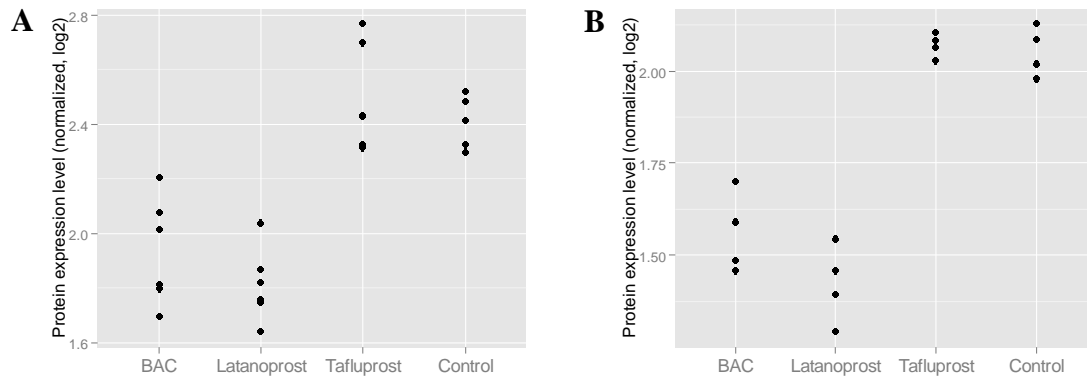 A
Protein expression level (normalized, log2)
2.8
2.4
2.0
1.6
BAC Latanoprost Tafluprost Control
B
Protein expression level (normalized, log2)
2.00
1.75
1.50
BAC Latanoprost Tafluprost Control